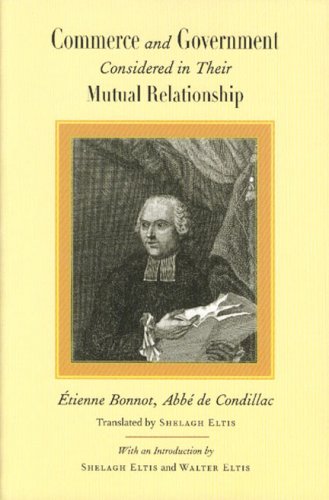 Commerce and Government
Considered in Their
Mutual Relationship
Étienne Bonnot, Abbé de Condillac
Translated by Shelagh Eltis
With an Introduction by
Shelagh Eltis and Walter Eltis